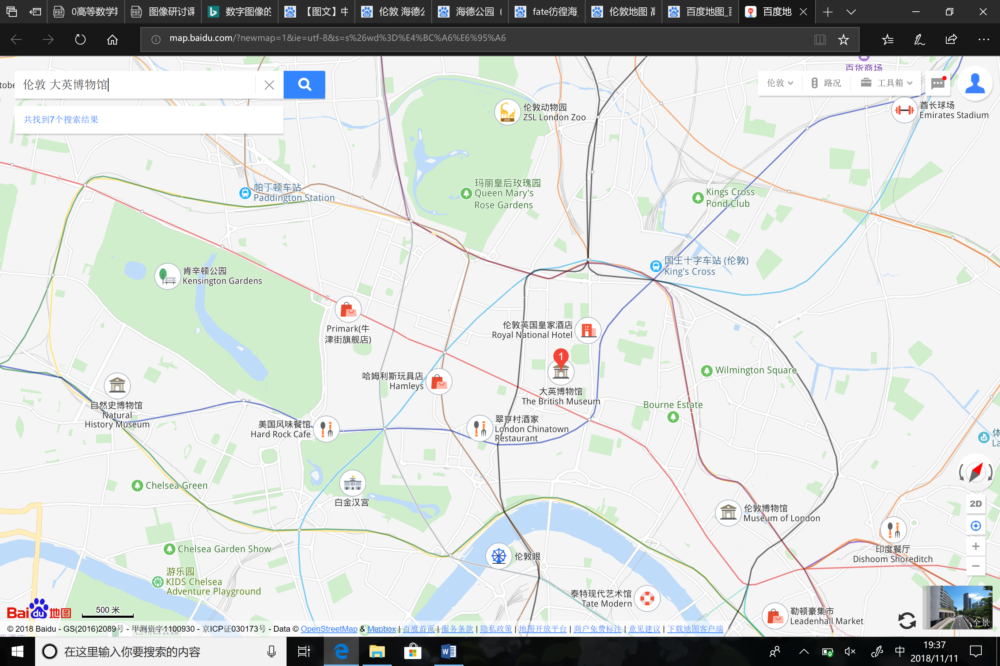 0高等数学
图像研讨课
数字图像的
【图文】中
伦敦 海德公
海德公园
fate彷徨海
伦敦地图 高
百度地图_百
百度地
map.baidu.com/?newmap=1&ie=utf-8&s=s%26wd%3D%E4%BC%A6%E6%95%A6
伦敦 大英博物馆
共找到7个搜索结果
伦敦
路况
工具箱
百货商场
酋长球场
Emirates Stadium
伦敦动物园
ZSL London Zoo
帕丁顿车站
Paddington Station
玛丽皇后玫瑰园
Queen Mary's
Rose Gardens
Kings Cross
Pond Club
国王十字车站 (伦敦)
King's Cross
肯辛顿公园
Kensington Gardens
Primark(牛
津街旗舰店)
伦敦英国皇家酒店
Royal National Hotel
1
大英博物馆
The British Museum
Wilmington Square
哈姆利斯玩具店
Hamleys
自然史博物馆
Natural
History Museum
Bourne Estate
美国风味餐馆
Hard Rock Cafe
翠亨村酒家
London Chinatown
Restaurant
Chelsea Green
白金汉宫
伦敦博物馆
Museum of London
2D
Chelsea Garden Show
伦敦眼
印度餐厅
Dishoom Shoreditch
游乐园
KIDS Chelsea
Adventure Playground
泰特现代艺术馆
Tate Modern
勒顿豪集市
Leadenhall Market
Bai du 地图
500 米
全景
© 2018 Baidu - GS(2016)2089号 - 甲测资字1100930 - 京ICP证030173号 - Data © OpenStreetMap & Mapbox | 百度首页 | 服务条款 | 隐私政策 | 地图开放平台 | 商户免费标注 | 意见建议 | 下载地图客户端
在这里输入你要搜索的内容
中
19:37
2018/11/11